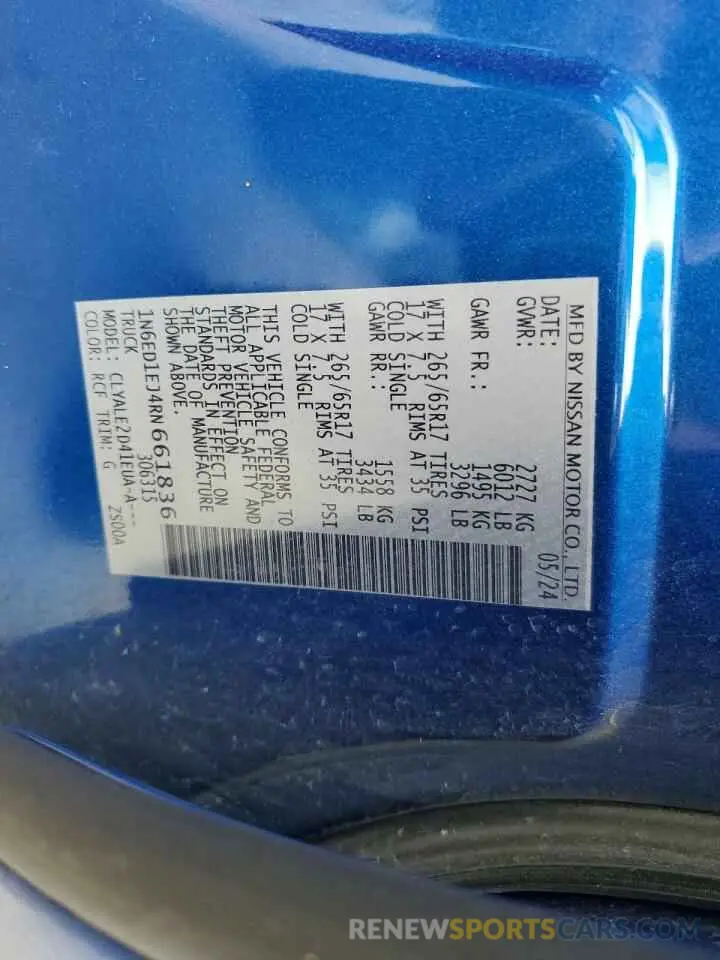 MFD BY NISSAN MOTOR CO., LTD.
DATE: 05/24
GVWR: 2727 KG
6012 LB
GAWR FR.: 1495 KG
3296 LB
WITH 265/65R17 TIRES
17 X 7.5 RIMS AT 35 PSI
COLD SINGLE
GAWR RR.: 1558 KG
3434 LB
WITH 265/65R17 TIRES
17 X 7.5 RIMS AT 35 PSI
COLD SINGLE
THIS VEHICLE CONFORMS TO
ALL APPLICABLE FEDERAL
MOTOR VEHICLE SAFETY AND
THEFT PREVENTION
STANDARDS IN EFFECT ON
THE DATE OF MANUFACTURE
SHOWN ABOVE.
1N6ED1EJ4RN661836
TRUCK 306315
MODEL: CLYALE2D41EUA-A---
COLOR: RCF TRIM: G ZS00A
RENEWSPORTSCARS.COM